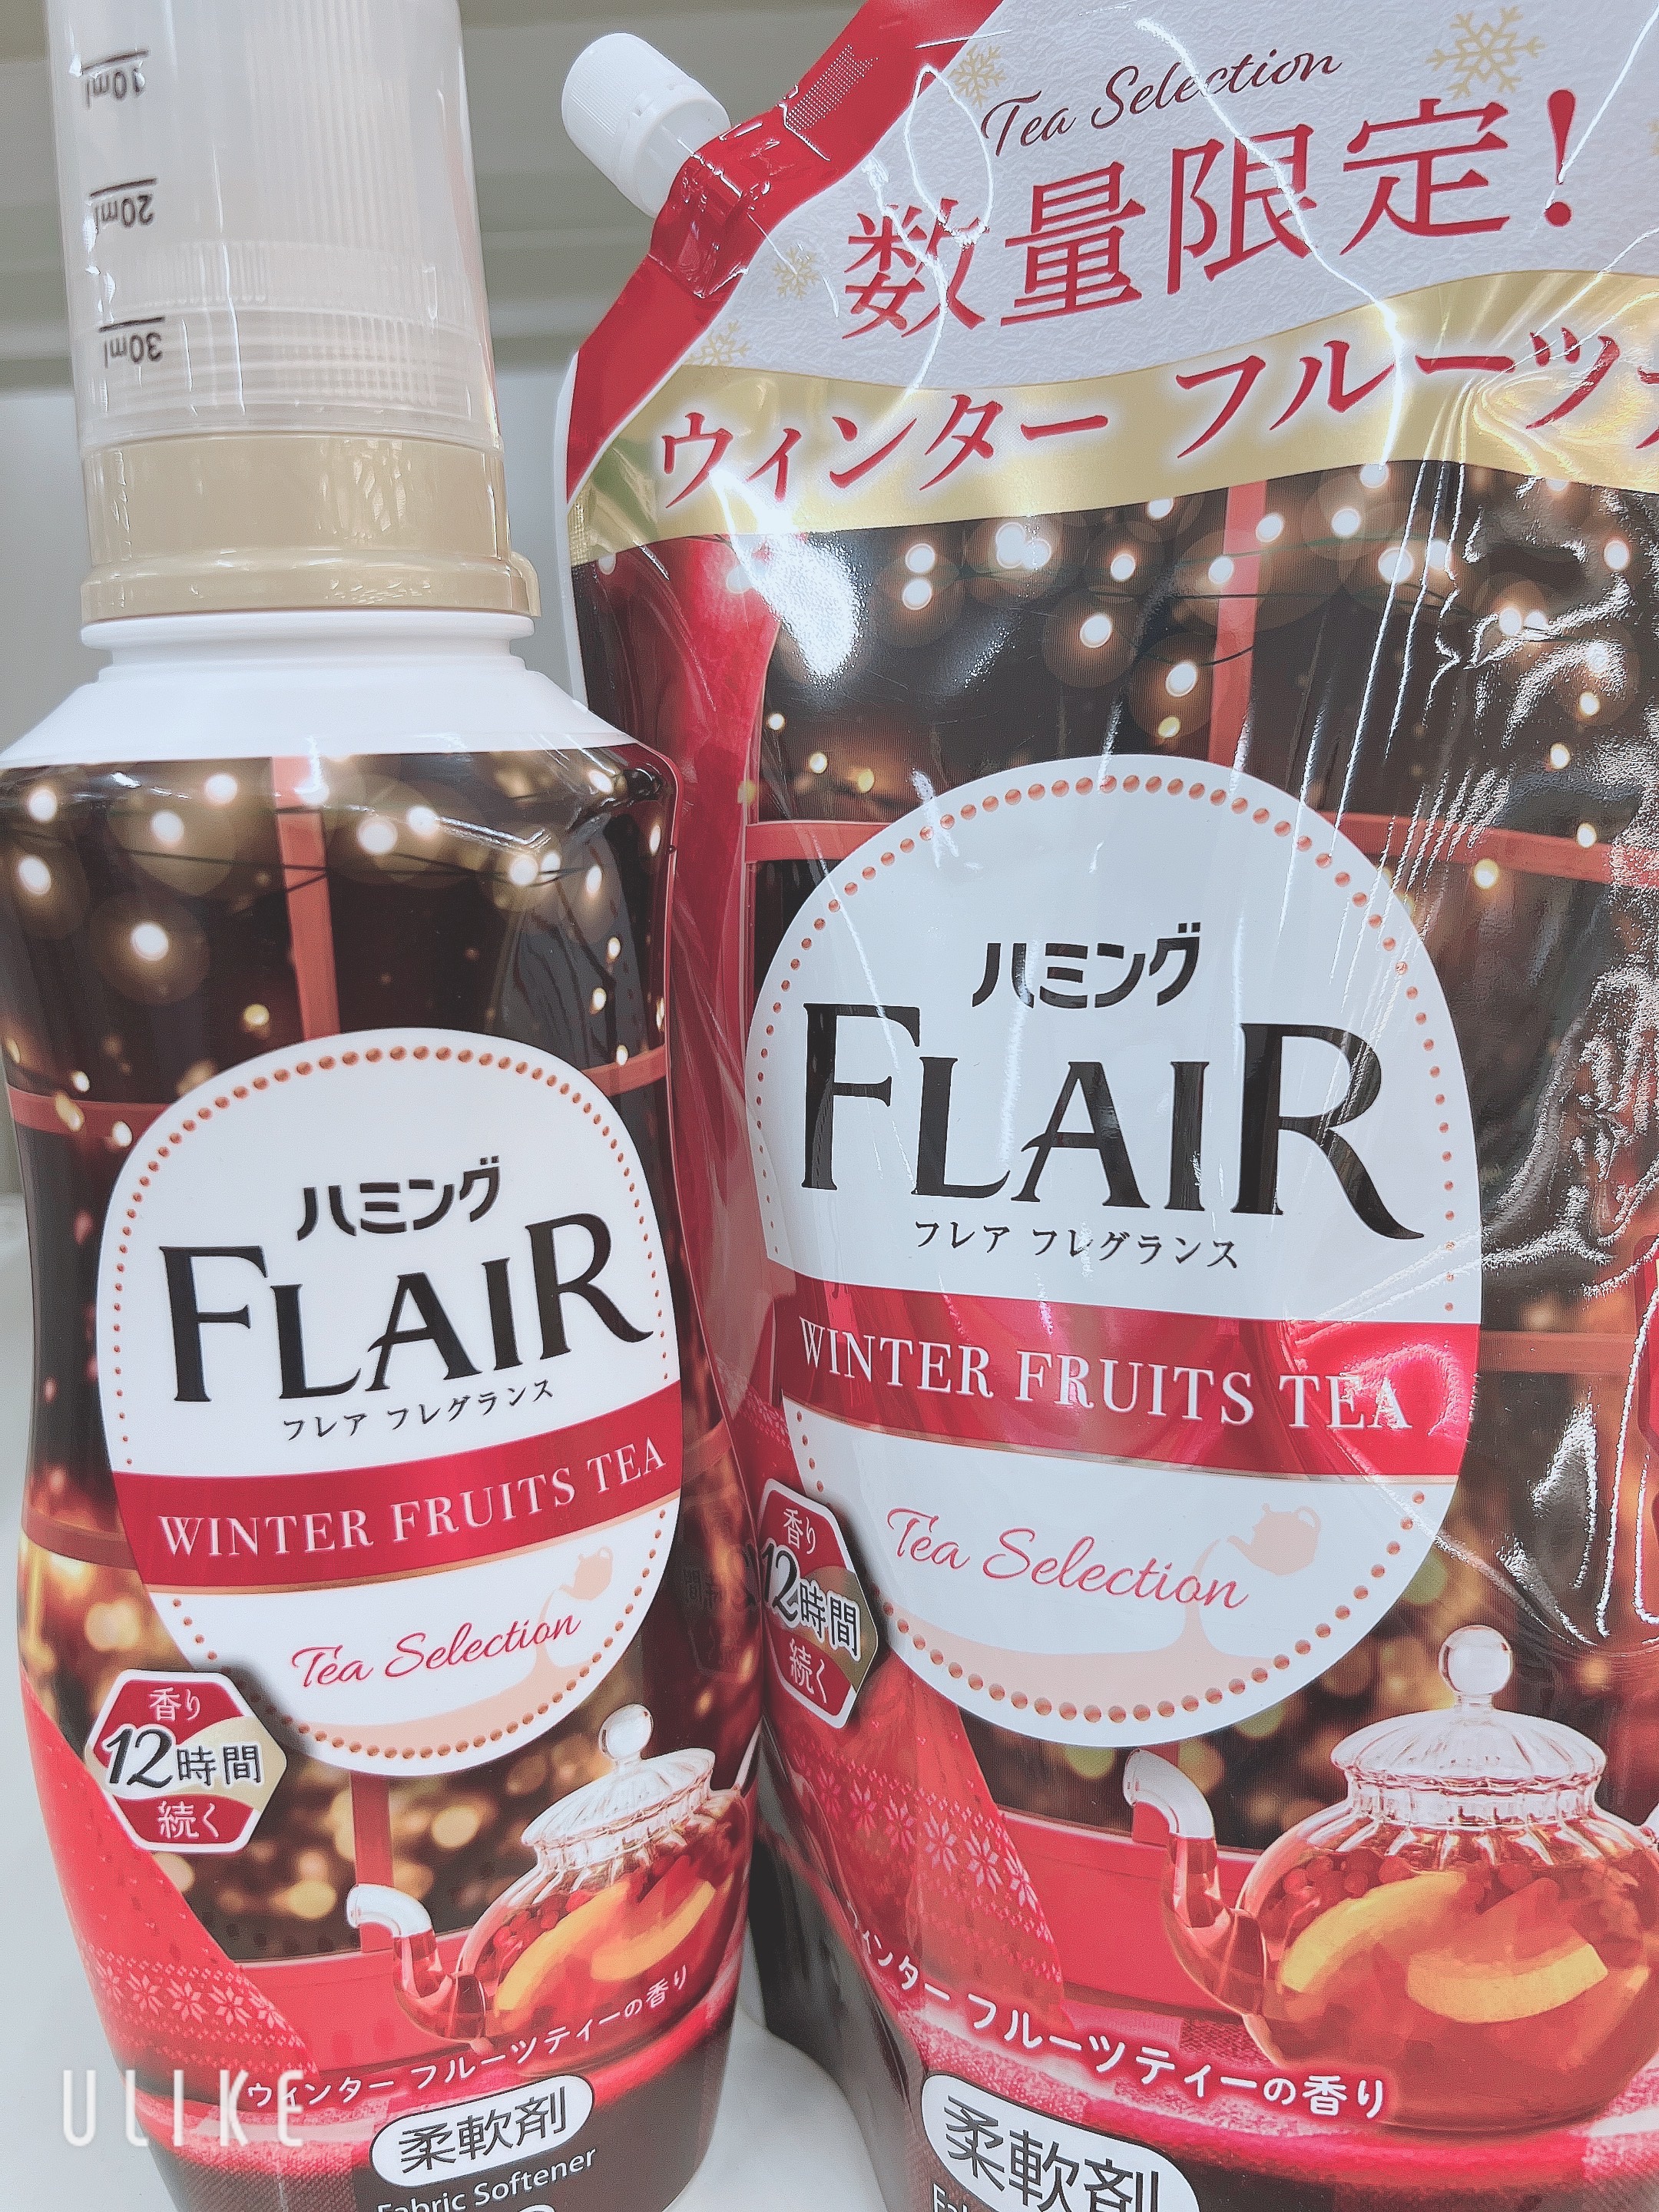 10ml
20ml
30ml
ハミング
FLAIR
フレア フレグランス
WINTER FRUITS TEA
Tea Selection
香り
12時間
続く
ウィンター フルーツティーの香り
柔軟剤
Fabric Softener
Tea Selection
数量限定!
ウィンター フルーツ
ハミング
FLAIR
フレア フレグランス
WINTER FRUITS TEA
Tea Selection
香り
12時間
続く
ィンター フルーツティーの香り
柔軟剤
ULIKE